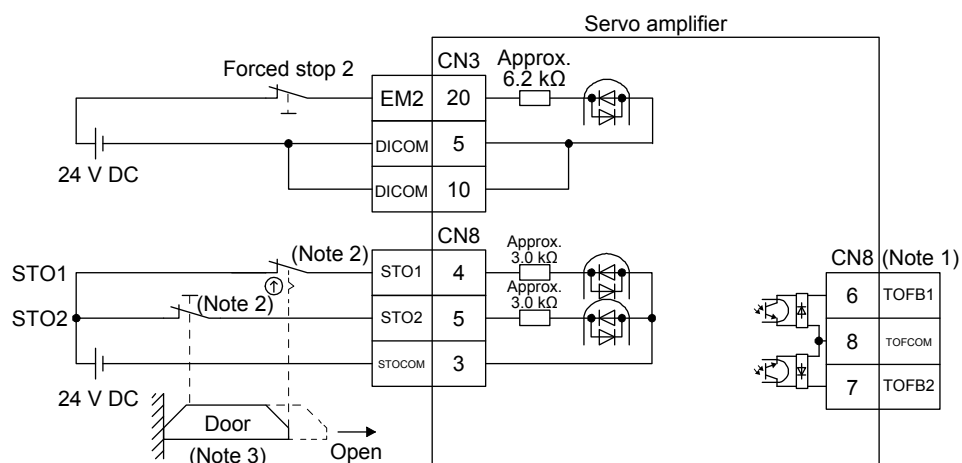 Servo amplifier
Forced stop 2
CN3
Approx.
6.2 kΩ
EM2 20
DICOM 5
DICOM 10
24 V DC
CN8
STO1
(Note 2)
STO1 4
Approx.
3.0 kΩ
STO2
(Note 2)
STO2 5
Approx.
3.0 kΩ
STOCOM 3
24 V DC
Door
(Note 3)
Open
CN8 (Note 1)
6 TOFB1
8 TOFCOM
7 TOFB2